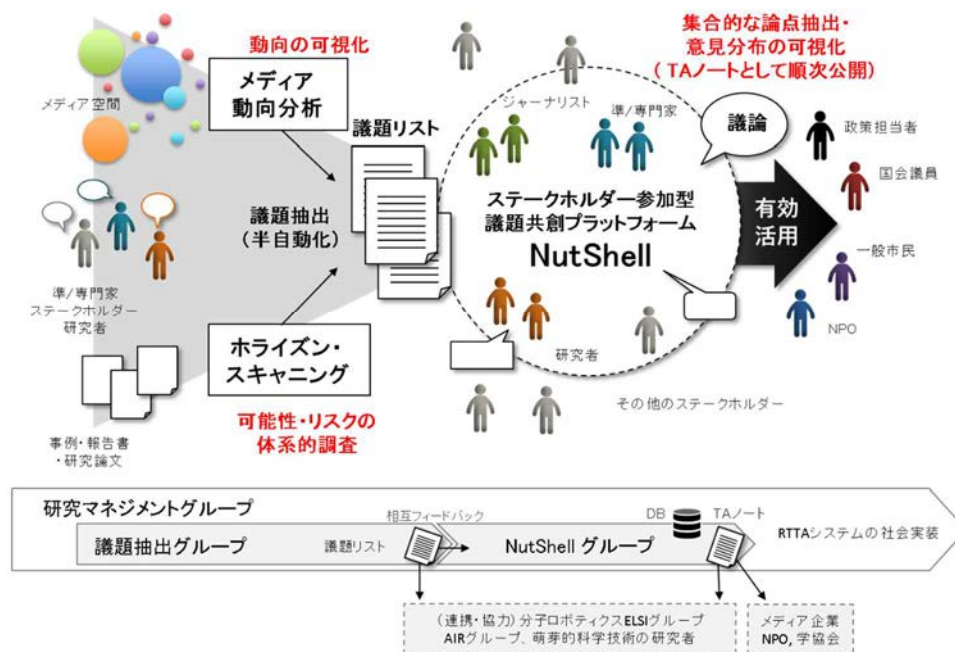 動向の可視化
メディア空間
メディア
動向分析
議題リスト
議題抽出
（半自動化）
準/専門家
ステークホルダー
研究者
ホライズン・
スキャニング
可能性・リスクの
体系的調査
事例・報告書
・研究論文
集合的な論点抽出・
意見分布の可視化
（TAノートとして順次公開）
ジャーナリスト
準/専門家
議論
ステークホルダー参加型
議題共創プラットフォーム
NutShell
研究者
その他のステークホルダー
有効
活用
政策担当者
国会議員
一般市民
NPO
研究マネジメントグループ
議題抽出グループ
議題リスト
相互フィードバック
NutShell グループ
DB
TAノート
RTTAシステムの社会実装
（連携・協力）分子ロボティクスELSIグループ
AIRグループ、萌芽的科学技術の研究者
メディア企業
NPO, 学協会